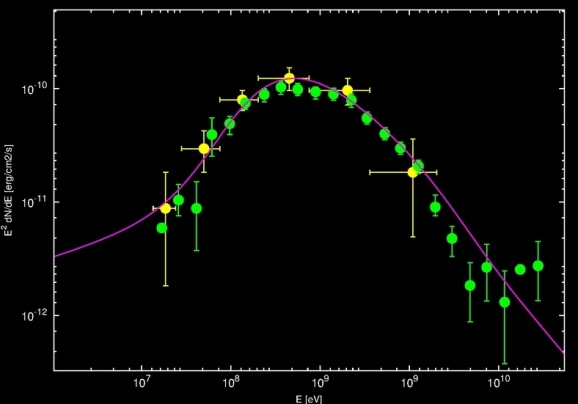 E² dN/dE [erg/cm2/s]
10⁻¹⁰
10⁻¹¹
10⁻¹²
10⁷ 10⁸ 10⁹ 10⁹ 10¹⁰
E [eV]